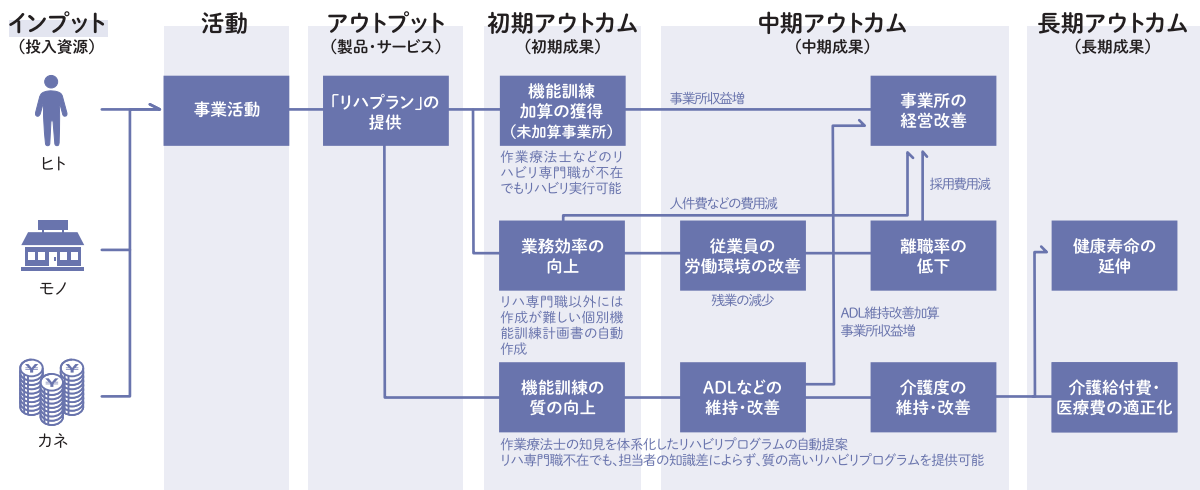 インプット
（投入資源）
活動
アウトプット
（製品・サービス）
初期アウトカム
（初期成果）
中期アウトカム
（中期成果）
長期アウトカム
（長期成果）
ヒト
モノ
カネ
事業活動
「リハプラン」の
提供
機能訓練
加算の獲得
（未加算事業所）
作業療法士などのリ
ハビリ専門職が不在
でもリハビリ実行可能
事業所収益増
事業所の
経営改善
人件費などの費用減
採用費用減
業務効率の
向上
リハ専門職以外には
作成が難しい個別機
能訓練計画書の自動
作成
従業員の
労働環境の改善
残業の減少
離職率の
低下
ADL維持改善加算
事業所収益増
健康寿命の
延伸
機能訓練の
質の向上
ADLなどの
維持・改善
介護度の
維持・改善
介護給付費・
医療費の適正化
作業療法士の知見を体系化したリハビリプログラムの自動提案
リハ専門職不在でも、担当者の知識差によらず、質の高いリハビリプログラムを提供可能